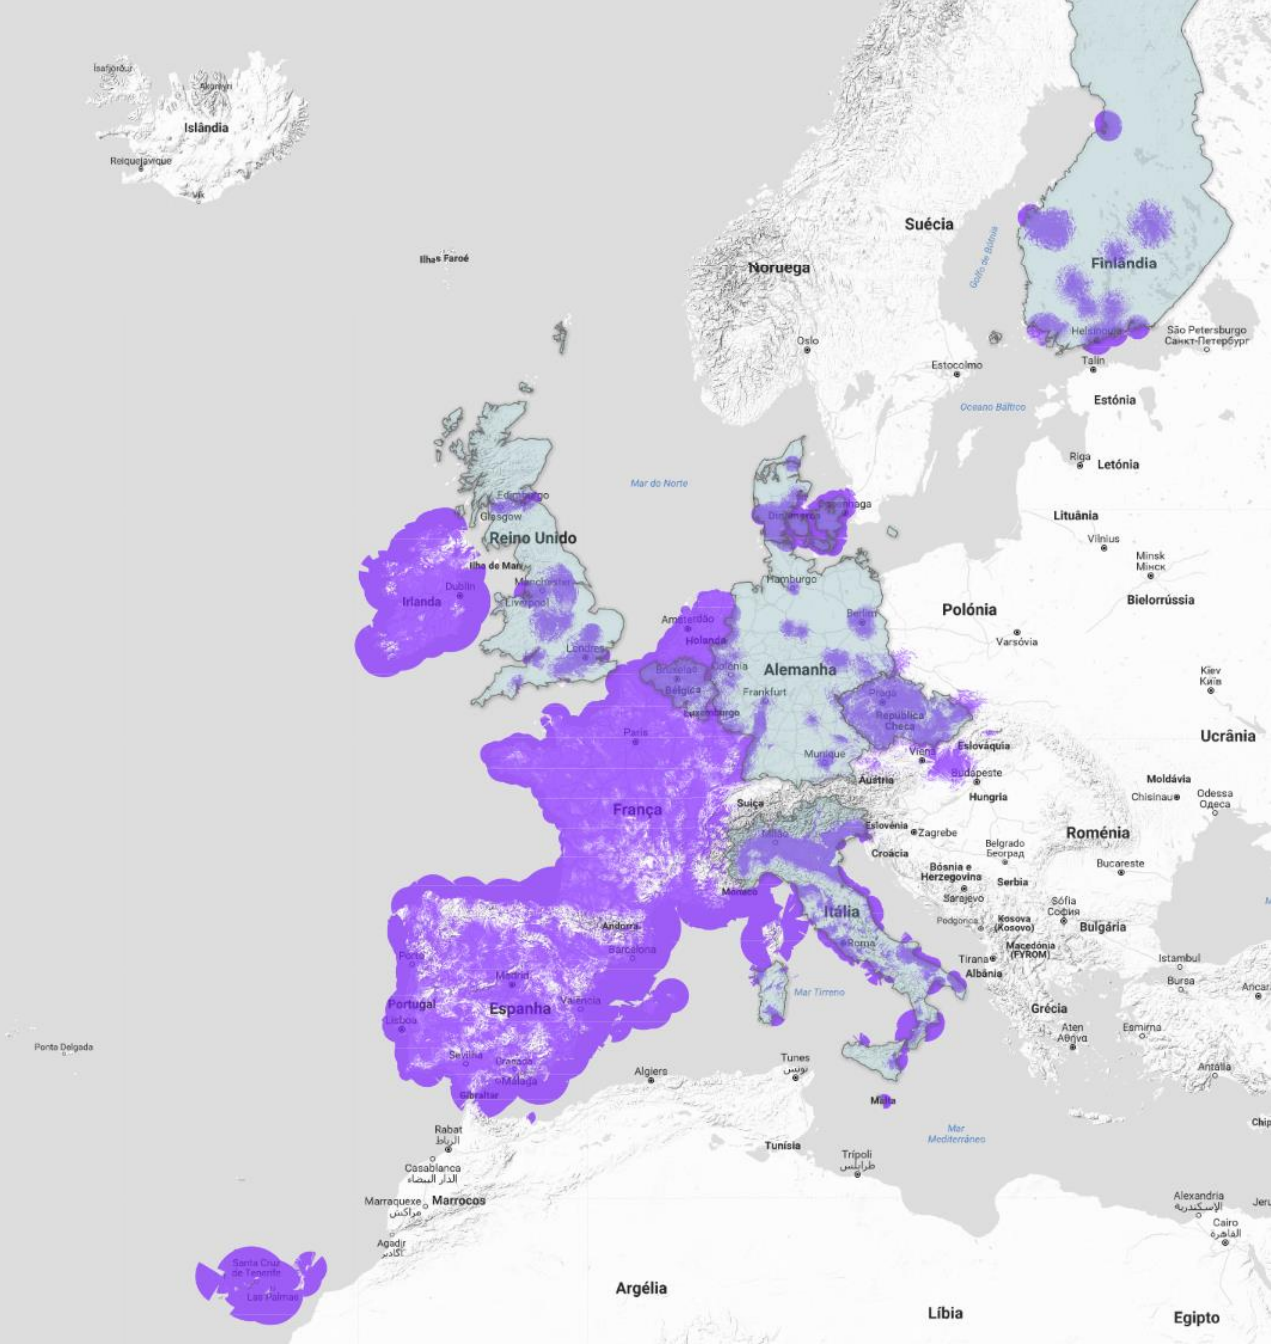 Ísafjörður
Akureyri
Islândia
Reiquejavique
Vik
Ilhas Faroé
Suécia
Golfo de Bótnia
Noruega
Finlândia
Oslo
Helsínquia
São Petersburgo
Санкт-Петербург
Talin
Estocolmo
Estónia
Oceano Báltico
Riga
Letónia
Mar do Norte
Edimburgo
Glasgow
Lituânia
Reino Unido
Vilnius
Minsk
Мінск
Ilha de Man
Manchester
Hamburgo
Dublin
Irlanda
Liverpool
Berlim
Polónia
Bielorrússia
Amsterdão
Holanda
Varsóvia
Londres
Bruxelas
Colónia
Alemanha
Kiev
Київ
Bélgica
Frankfurt
Praga
Luxemburgo
República
Checa
Paris
Ucrânia
Munique
Viena
Eslováquia
Áustria
Budapeste
Moldávia
Hungria
Chisinau
Odessa
Одеса
França
Suíça
Milão
Eslovénia
Zagrebe
Roménia
Croácia
Belgrado
Београд
Bósnia e
Herzegovina
Serbia
Bucareste
Mónaco
Sarajevo
Sófia
София
Andorra
Itália
Podgorica
Kosova
(Kosovo)
Bulgária
Barcelona
Roma
Macedónia
(FYROM)
Porto
Tirana
Albânia
Istambul
Madrid
Bursa
Portugal
Espanha
Valência
Mar Tirreno
Grécia
Lisboa
Aten
Αθήνα
Esmirna
Ponta Delgada
Sevilha
Granada
Málaga
Tunes
تونس
Antália
Algiers
Gibraltar
Malta
Rabat
الرباط
Mar
Mediterrâneo
Tunísia
Casablanca
الدار البيضاء
Trípoli
طرابلس
Marraquexe
مراكش
Marrocos
Alexandria
الإسكندرية
Cairo
القاهرة
Agadir
أكادير
Santa Cruz
de Tenerife
Las Palmas
Argélia
Líbia
Egipto